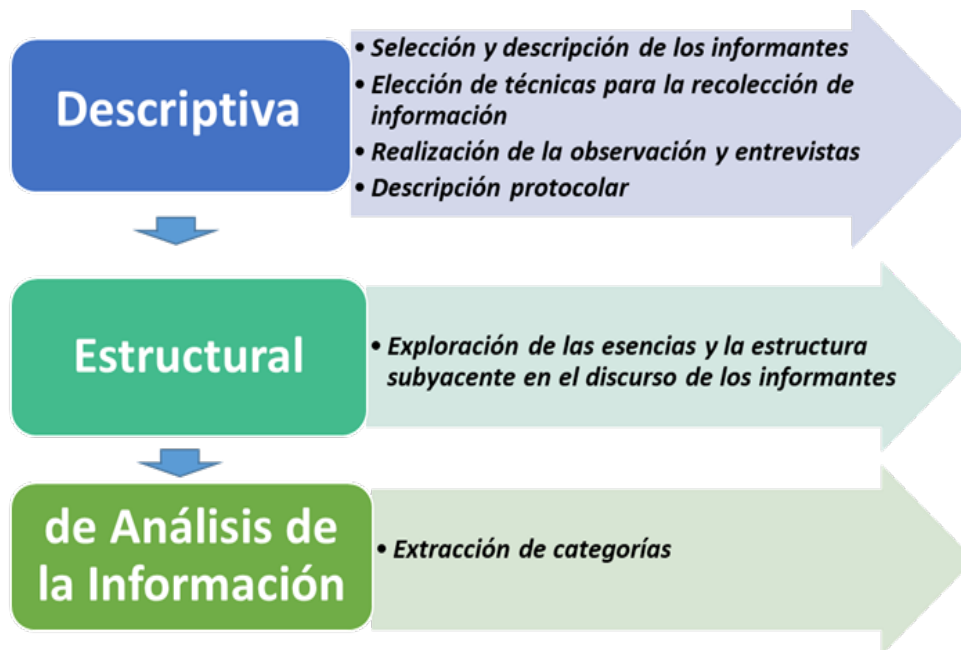 Descriptiva
• Selección y descripción de los informantes
• Elección de técnicas para la recolección de
información
• Realización de la observación y entrevistas
• Descripción protocolar
Estructural
• Exploración de las esencias y la estructura
subyacente en el discurso de los informantes
de Análisis de
la Información
• Extracción de categorías